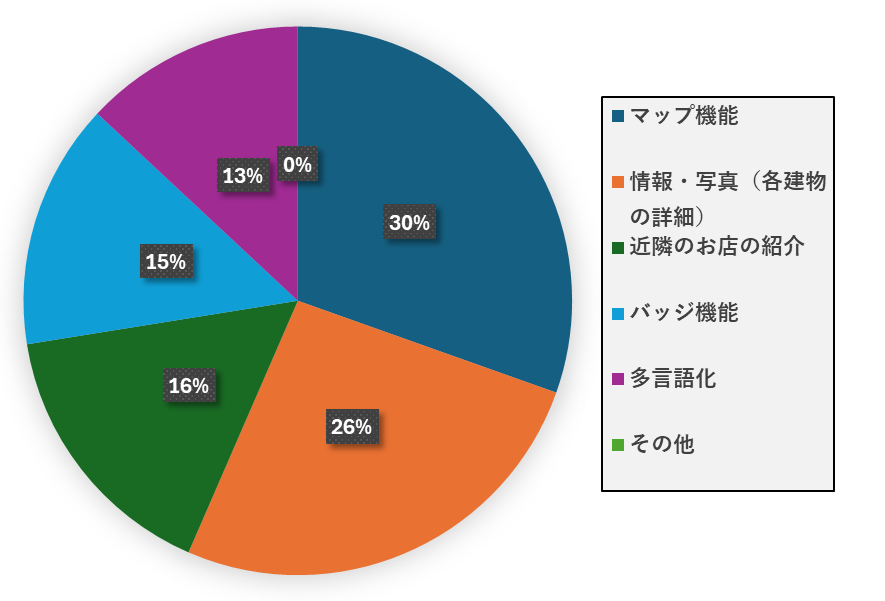 0%
13%
30%
15%
16%
26%
マップ機能
情報・写真（各建物
の詳細）
近隣のお店の紹介
バッジ機能
多言語化
その他